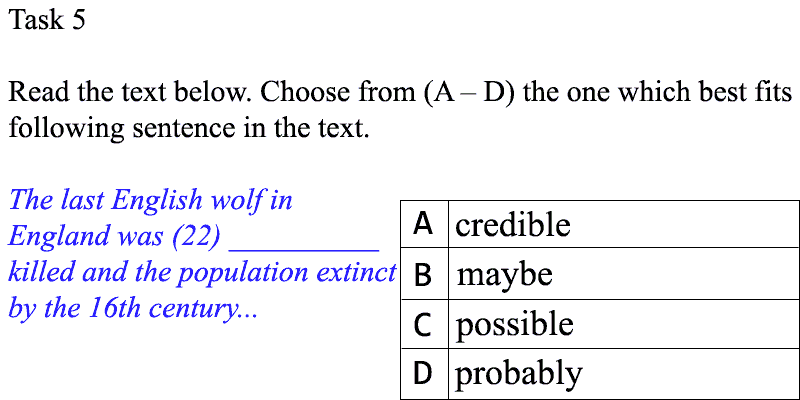 Task 5
Read the text below. Choose from (A – D) the one which best fits
following sentence in the text.
The last English wolf in
England was (22) __________
killed and the population extinct
by the 16th century...
A credible
B maybe
C possible
D probably